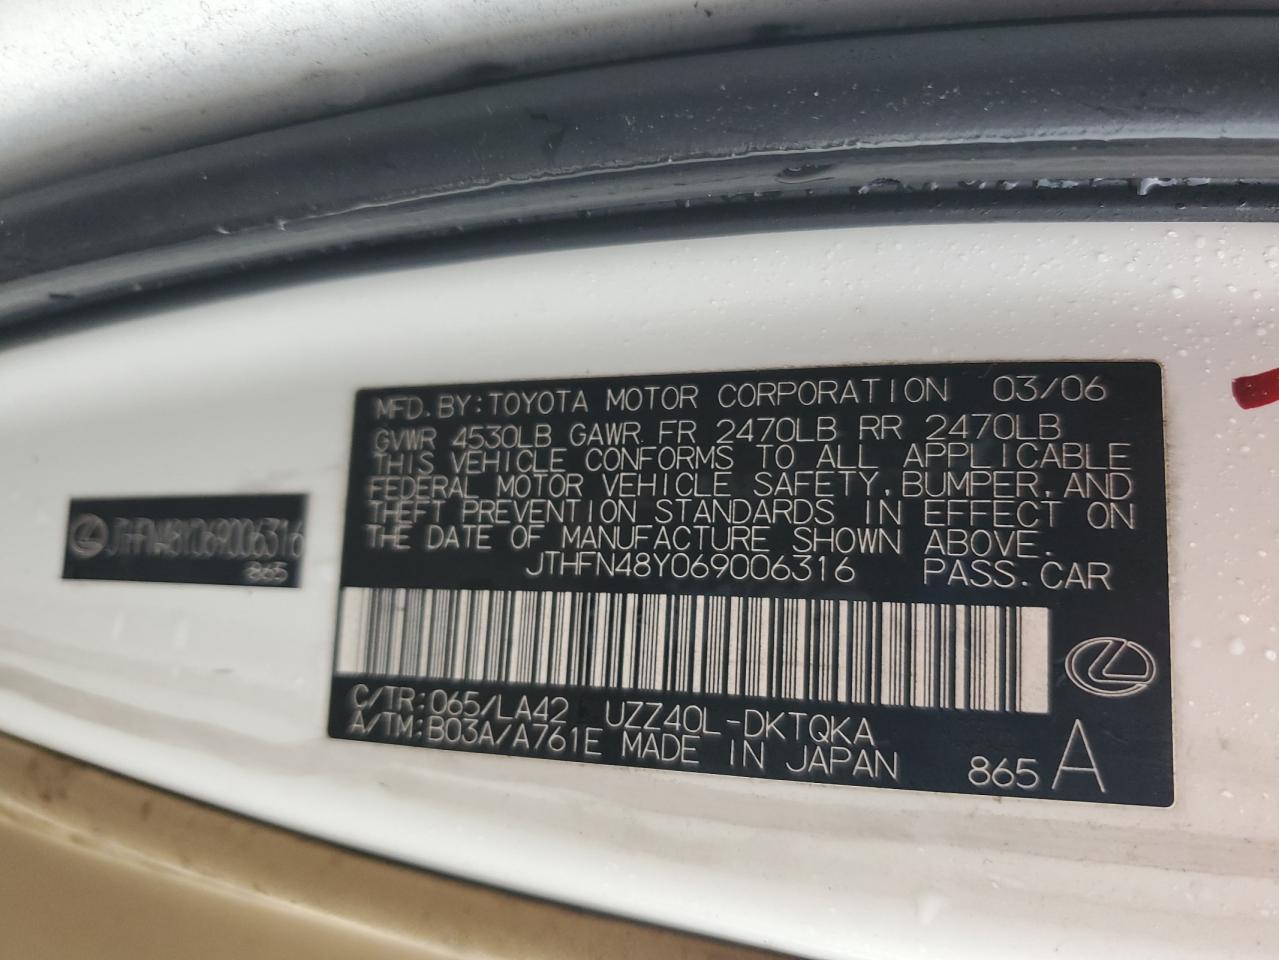 JTHFN48Y069006316
865
MFD.BY:TOYOTA MOTOR CORPORATION 03/06
GVWR 4530LB GAWR FR 2470LB RR 2470LB
THIS VEHICLE CONFORMS TO ALL APPLICABLE
FEDERAL MOTOR VEHICLE SAFETY,BUMPER,AND
THEFT PREVENTION STANDARDS IN EFFECT ON
THE DATE OF MANUFACTURE SHOWN ABOVE.
JTHFN48Y069006316 PASS.CAR
C/TR:065/LA42 UZZ40L-DKTQKA
A/TM:B03A/A761E MADE IN JAPAN 865 A